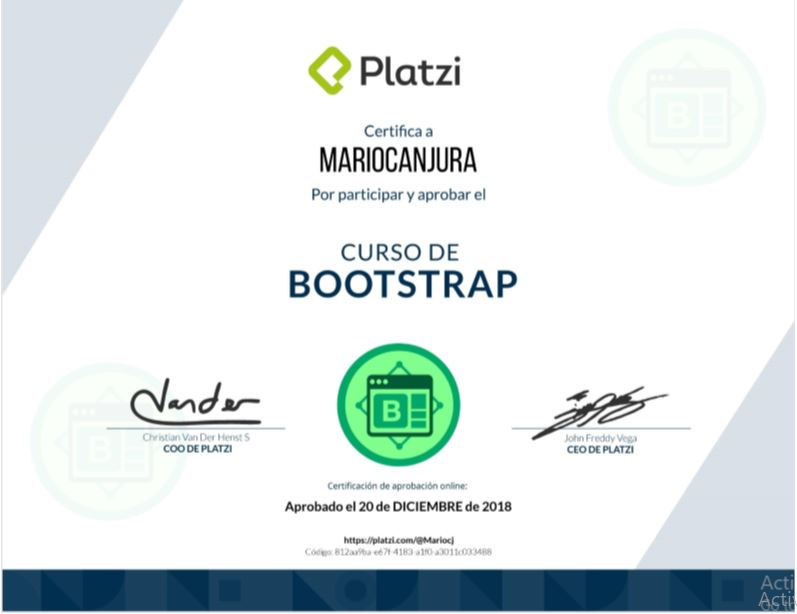 Platzi
Certifica a
MARIOCANJURA
Por participar y aprobar el
CURSO DE
BOOTSTRAP
B
B
B
Christian Van Der Henst S
COO DE PLATZI
John Freddy Vega
CEO DE PLATZI
Certificación de aprobación online:
Aprobado el 20 de DICIEMBRE de 2018
https://platzi.com/@Mariocj
Código: 812aa9ba-e67f-4183-a1f0-a3011c033488
Acti